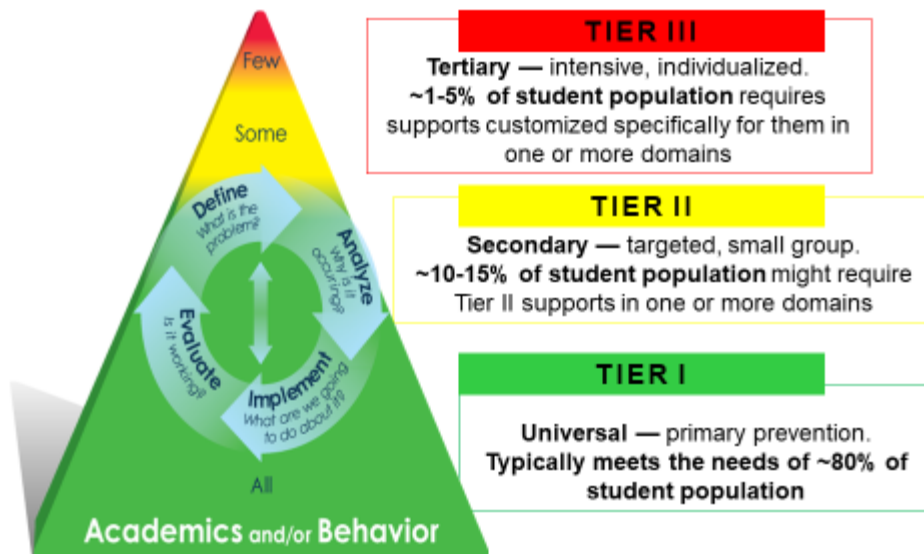 Few
Some
All
Define
What is the
problem?
Analyze
Why is it
occuring?
Implement
What are we going
to do about it?
Evaluate
Is it working?
Academics and/or Behavior
TIER III
Tertiary — intensive, individualized.
~1-5% of student population requires
supports customized specifically for them in
one or more domains
TIER II
Secondary — targeted, small group.
~10-15% of student population might require
Tier II supports in one or more domains
TIER I
Universal — primary prevention.
Typically meets the needs of ~80% of
student population